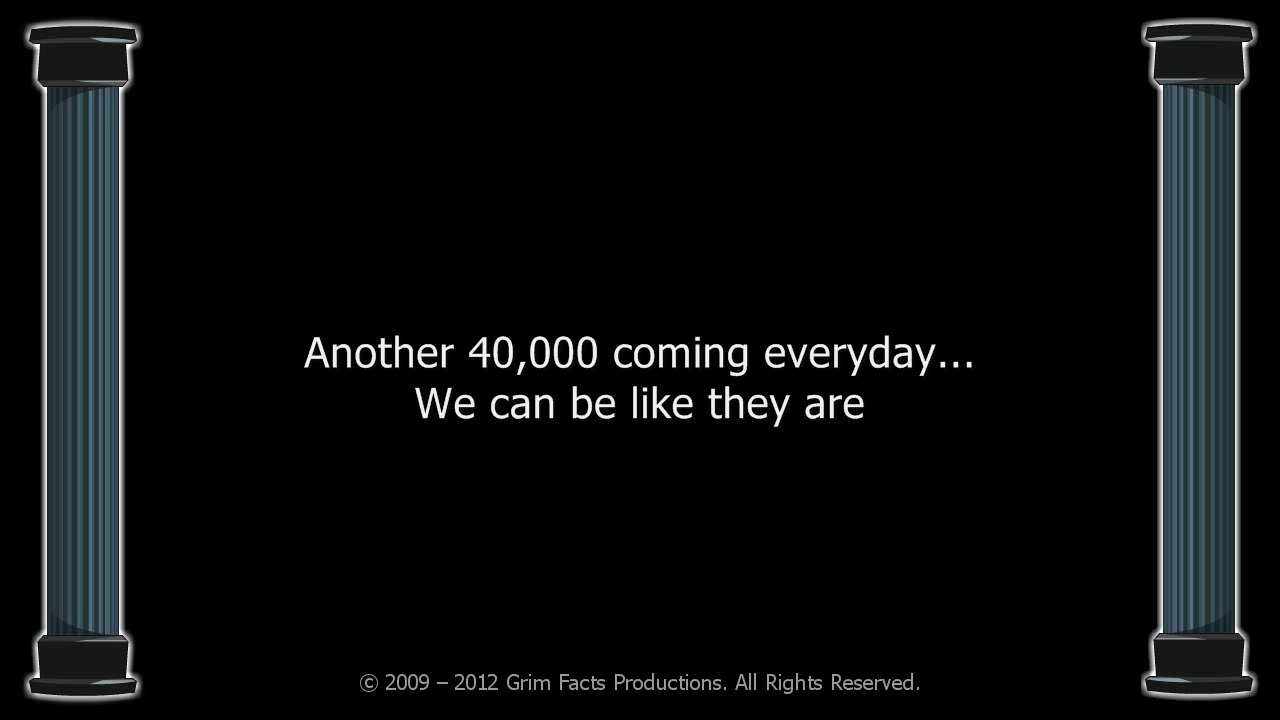 Another 40,000 coming everyday...
We can be like they are
© 2009 – 2012 Grim Facts Productions. All Rights Reserved.